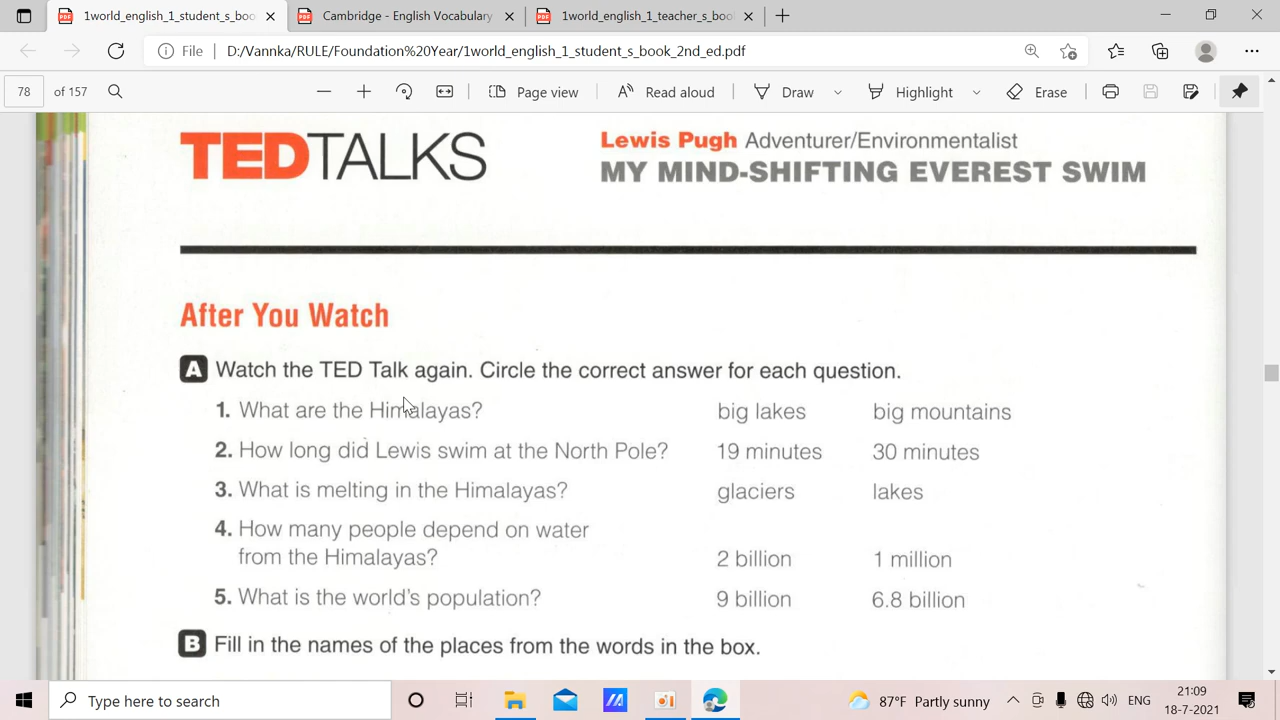 1world_english_1_student_s_boo
Cambridge - English Vocabulary
1world_english_1_teacher_s_boo
File D:/Vannka/RULE/Foundation%20Year/1world_english_1_student_s_book_2nd_ed.pdf
78 of 157 Page view Read aloud Draw Highlight Erase
TEDTALKS
Lewis Pugh Adventurer/Environmentalist
MY MIND-SHIFTING EVEREST SWIM
After You Watch
A Watch the TED Talk again. Circle the correct answer for each question.
1. What are the Himalayas? big lakes big mountains
2. How long did Lewis swim at the North Pole? 19 minutes 30 minutes
3. What is melting in the Himalayas? glaciers lakes
4. How many people depend on water
from the Himalayas? 2 billion 1 million
5. What is the world's population? 9 billion 6.8 billion
B Fill in the names of the places from the words in the box.
Type here to search 87°F Partly sunny ENG 21:09
18-7-2021